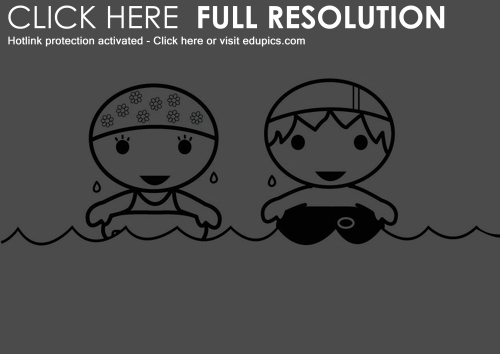 CLICK HERE FULL RESOLUTION
Hotlink protection activated - Click here or visit edupics.com